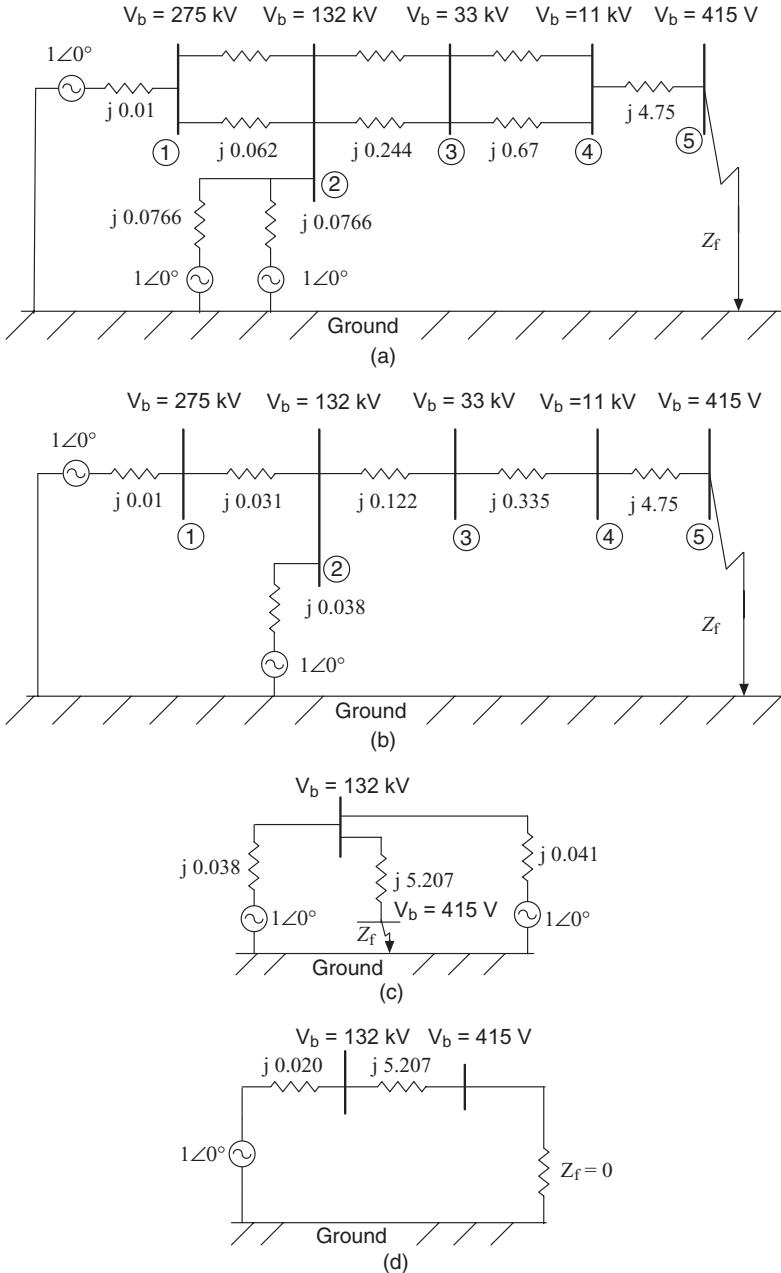 V_b = 275 kV V_b = 132 kV V_b = 33 kV V_b =11 kV V_b = 415 V
1∠0°
j 0.01
j 4.75
① j 0.062 j 0.244 ③ j 0.67 ④ ⑤
②
j 0.0766 j 0.0766
Z_f
1∠0° 1∠0°
Ground
(a)
V_b = 275 kV V_b = 132 kV V_b = 33 kV V_b =11 kV V_b = 415 V
1∠0°
j 0.01 j 0.031 j 0.122 j 0.335 j 4.75
① ③ ④ ⑤
②
j 0.038
Z_f
1∠0°
Ground
(b)
V_b = 132 kV
j 0.038 j 0.041
j 5.207
V_b = 415 V
1∠0° Z_f 1∠0°
Ground
(c)
V_b = 132 kV V_b = 415 V
j 0.020 j 5.207
1∠0°
Z_f = 0
Ground
(d)